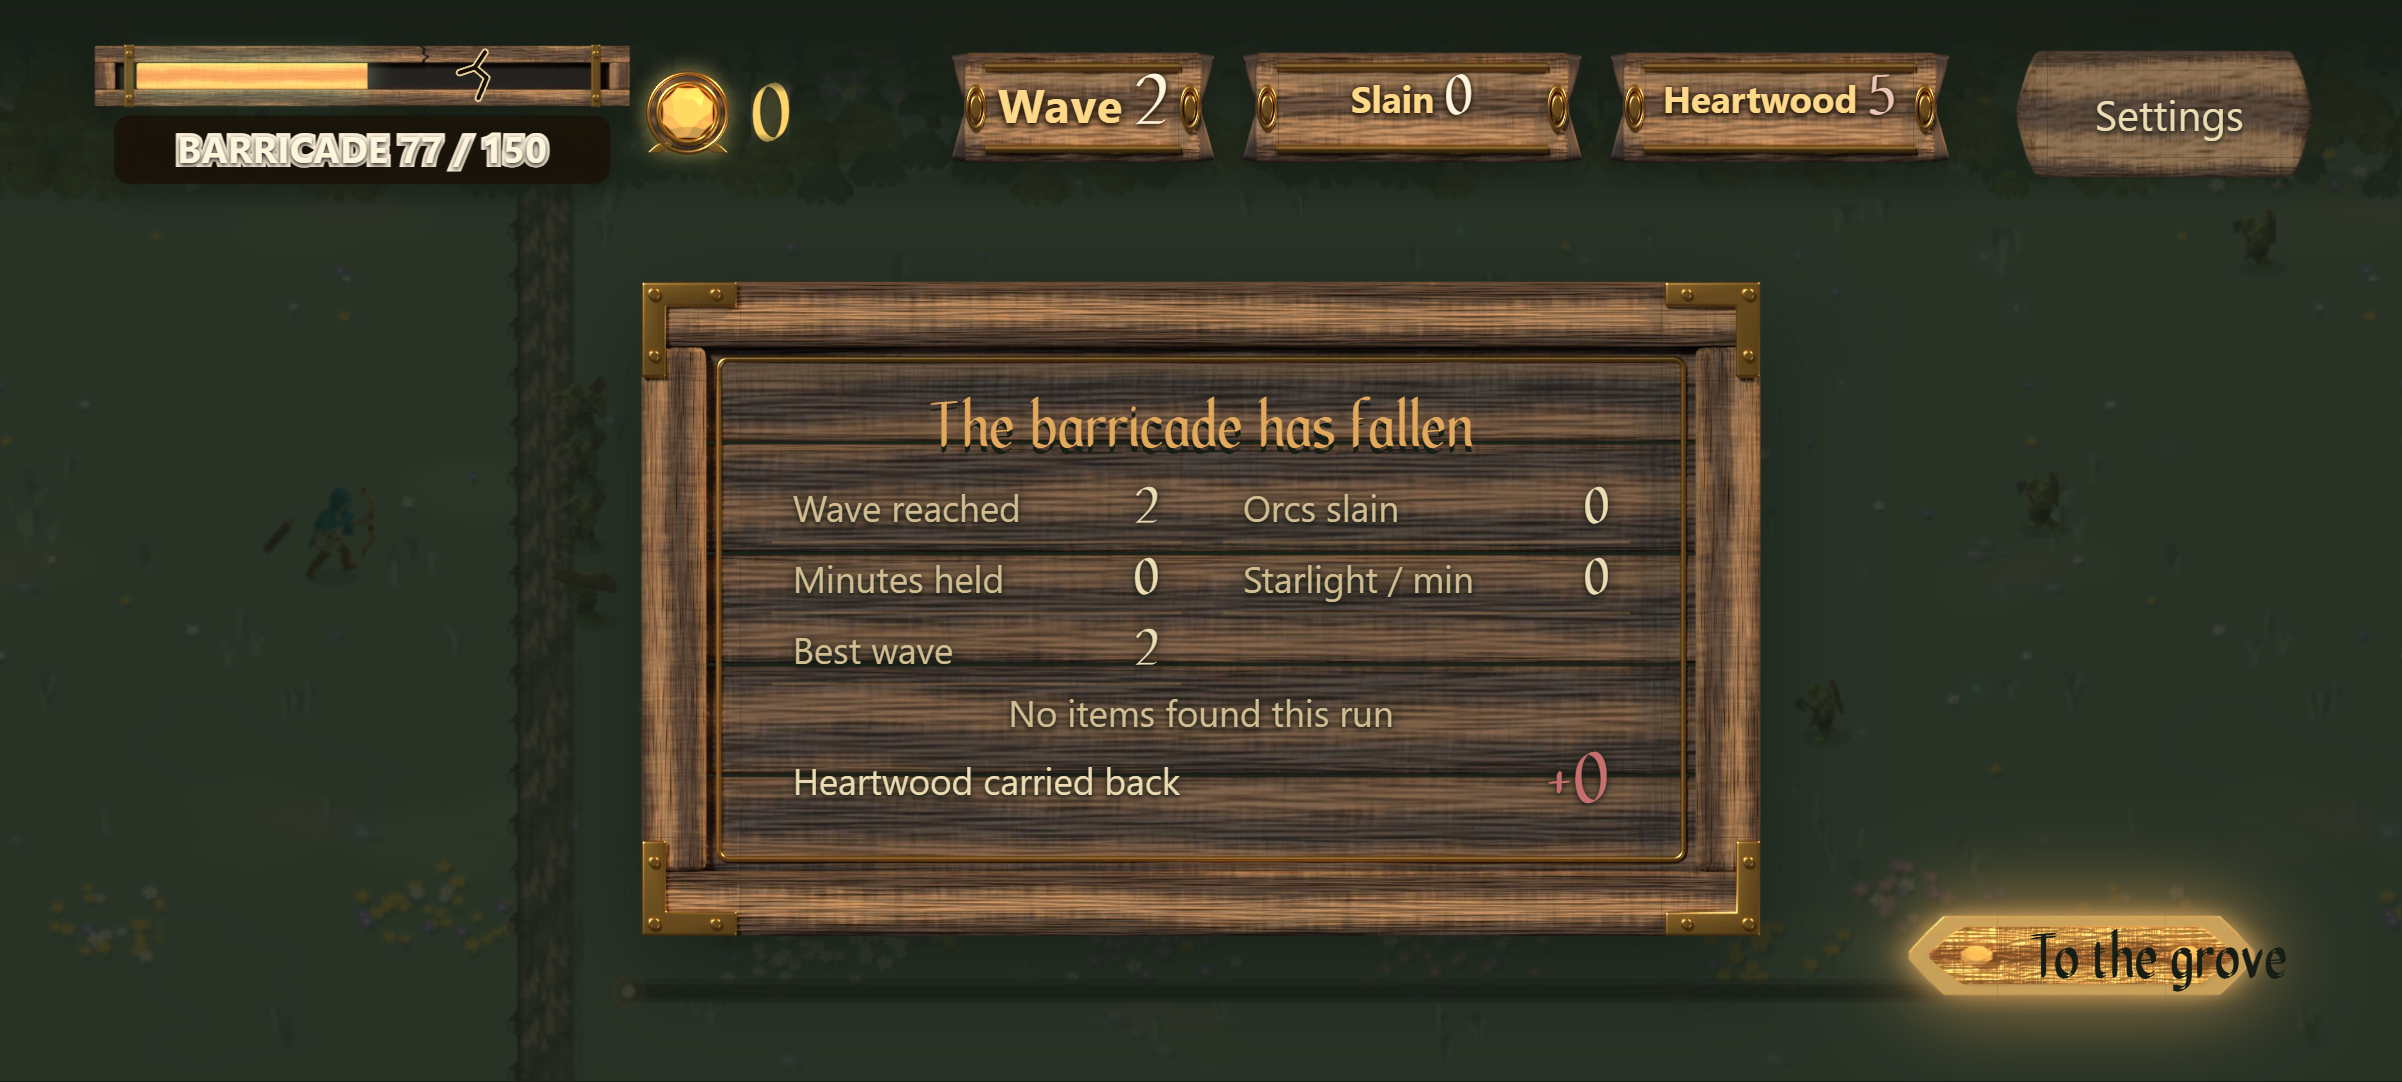 BARRICADE 77 / 150
0
Wave 2
Slain 0
Heartwood 5
Settings
The barricade has fallen
Wave reached 2 Orcs slain 0
Minutes held 0 Starlight / min 0
Best wave 2
No items found this run
Heartwood carried back +0
To the grove